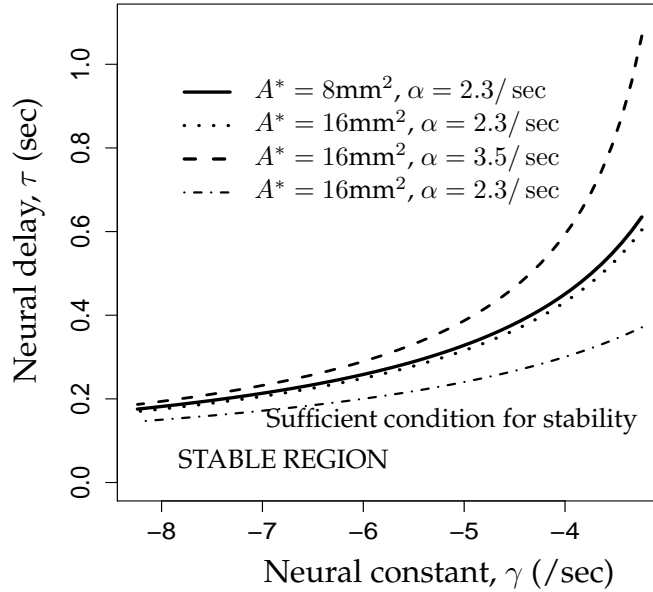 1.0
0.8
0.6
0.4
0.2
0.0
Neural delay, τ (sec)
A* = 8mm², α = 2.3/ sec
A* = 16mm², α = 2.3/ sec
A* = 16mm², α = 3.5/ sec
A* = 16mm², α = 2.3/ sec
Sufficient condition for stability
STABLE REGION
−8 −7 −6 −5 −4
Neural constant, γ (/sec)